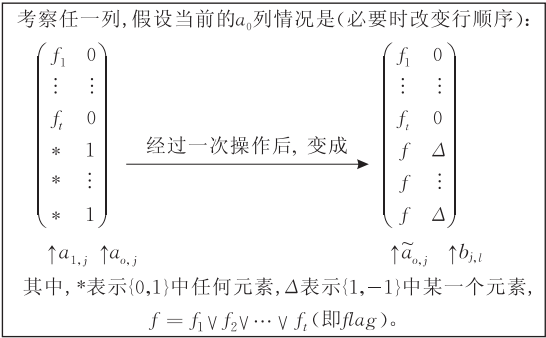 考察任一列,假设当前的a₀列情况是(必要时改变行顺序):
f₁ 0 f₁ 0
⋮ ⋮ ⋮ ⋮
fₜ 0 fₜ 0
* 1 f Δ
* ⋮ f ⋮
* 1 f Δ
经过一次操作后, 变成
↑a₁,ⱼ ↑aₒ,ⱼ ↑ãₒ,ⱼ ↑bⱼ,ₗ
其中, *表示{0,1}中任何元素,Δ表示{1,−1}中某一个元素,
f = f₁∨f₂∨⋯∨fₜ(即flag)。